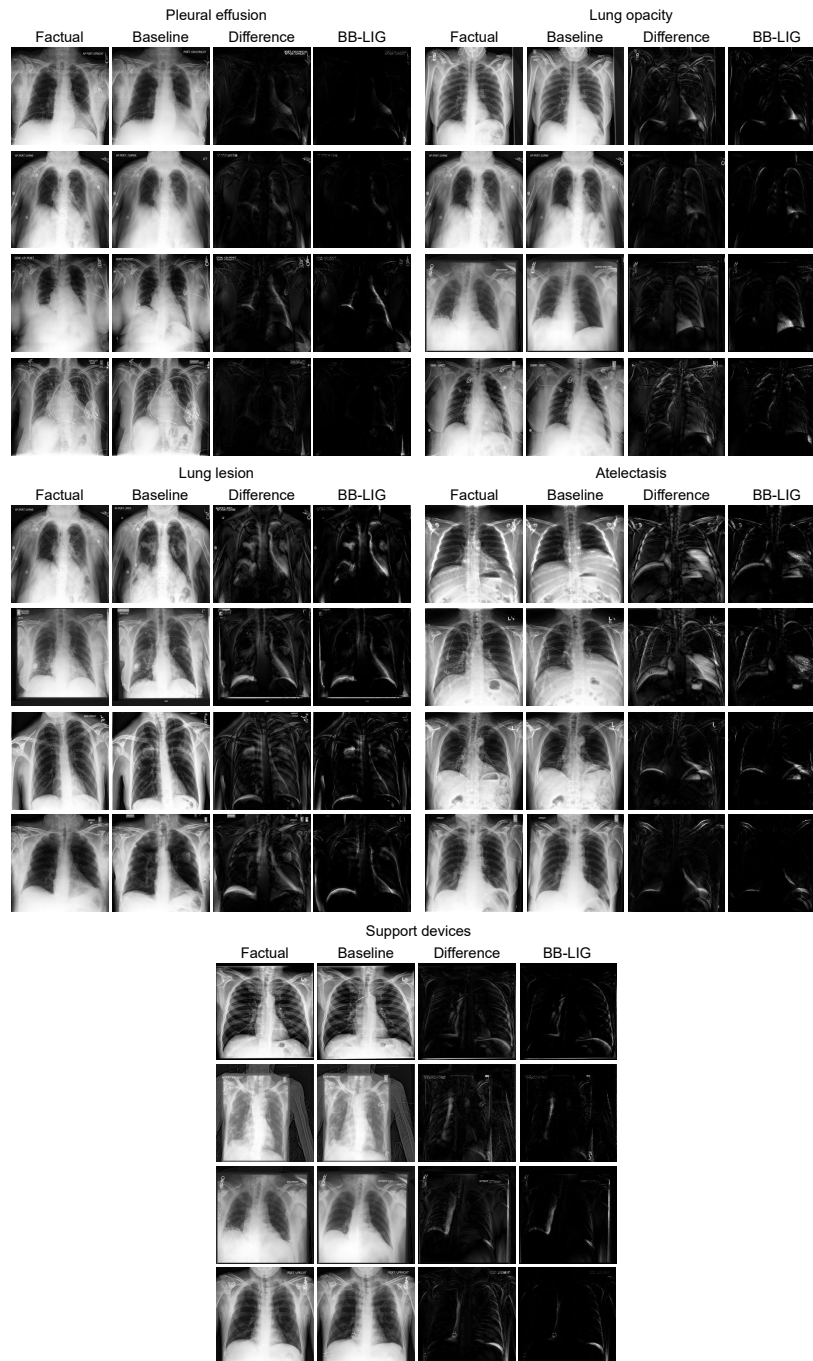 Pleural effusion
Factual Baseline Difference BB-LIG
Lung opacity
Factual Baseline Difference BB-LIG
Lung lesion
Factual Baseline Difference BB-LIG
Atelectasis
Factual Baseline Difference BB-LIG
Support devices
Factual Baseline Difference BB-LIG